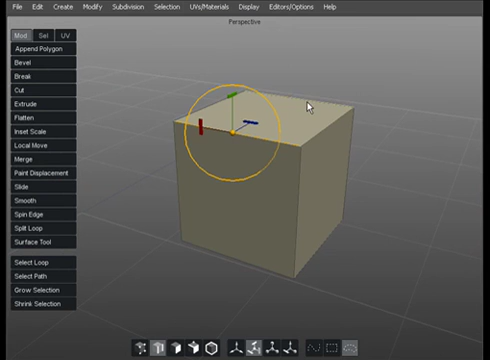 File Edit Create Modify Subdivision Selection UVs/Materials Display Editors/Options Help
Perspective
Mod Sel UV
Append Polygon
Bevel
Break
Cut
Extrude
Flatten
Inset Scale
Local Move
Merge
Paint Displacement
Slide
Smooth
Spin Edge
Split Loop
Surface Tool
Select Loop
Select Path
Grow Selection
Shrink Selection